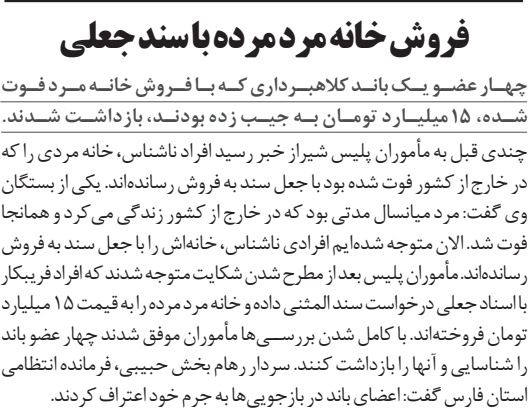 فروش خانه مرد مرده با سند جعلی
چهار عضو یک باند کلاهبرداری که با فروش خانه مرد فوت
شده، ۱۵ میلیارد تومان به جیب زده بودند، بازداشت شدند.
چندی قبل به مأموران پلیس شیراز خبر رسید افراد ناشناس، خانه مردی را که
در خارج از کشور فوت شده بود با جعل سند به فروش رسانده‌اند. یکی از بستگان
وی گفت: مرد میانسال مدتی بود که در خارج از کشور زندگی می‌کرد و همانجا
فوت شد. الان متوجه شده‌ایم افرادی ناشناس، خانه‌اش را با جعل سند به فروش
رسانده‌اند. مأموران پلیس بعد از مطرح شدن شکایت متوجه شدند که افراد فریبکار
با اسناد جعلی درخواست سند المثنی داده و خانه مرد مرده را به قیمت ۱۵ میلیارد
تومان فروخته‌اند. با کامل شدن بررسی‌ها مأموران موفق شدند چهار عضو باند
را شناسایی و آنها را بازداشت کنند. سردار رهام بخش حبیبی، فرمانده انتظامی
استان فارس گفت: اعضای باند در بازجویی‌ها به جرم خود اعتراف کردند.